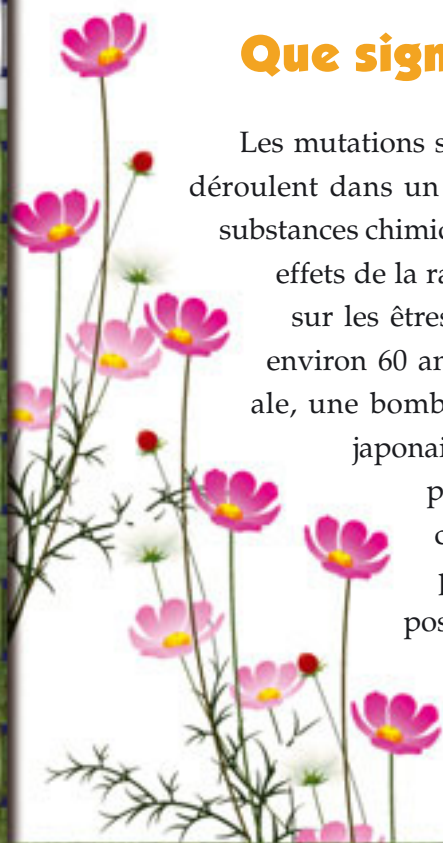 Que sign
Les mutations s
déroulent dans un
substances chimic
effets de la ra
sur les êtres
environ 60 an
ale, une bomb
japonai
p
c
p
pos